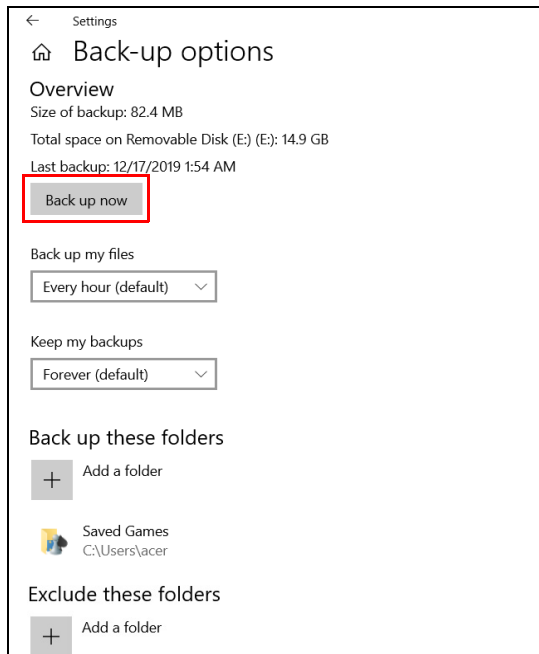 Settings
Back-up options
Overview
Size of backup: 82.4 MB
Total space on Removable Disk (E:) (E:): 14.9 GB
Last backup: 12/17/2019 1:54 AM
Back up now
Back up my files
Every hour (default)
Keep my backups
Forever (default)
Back up these folders
Add a folder
Saved Games
C:\Users\acer
Exclude these folders
Add a folder